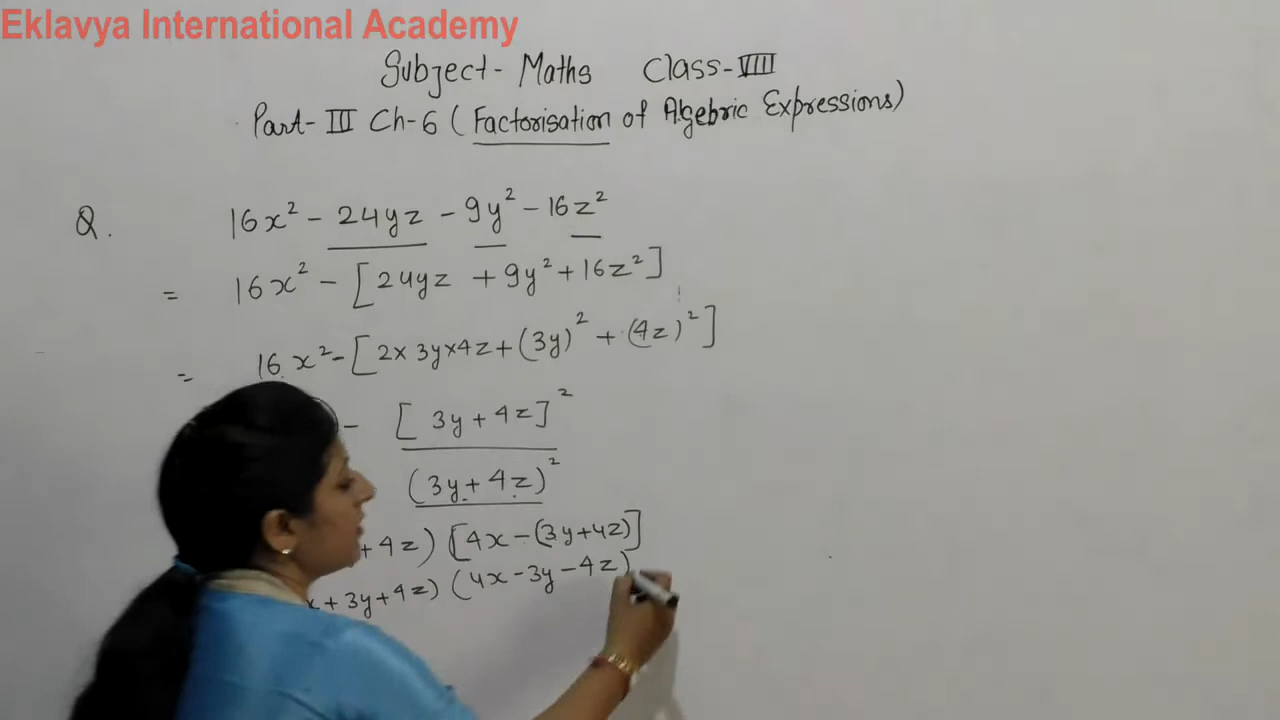 Eklavya International Academy
Subject - Maths Class - VIII
Part - III Ch-6 ( Factorisation of Algebric Expressions)
Q. 16x² - 24yz - 9y² - 16z²
= 16x² - [24yz + 9y² + 16z²]
= 16x² - [2x 3y x 4z + (3y)² + (4z)²]
- [3y + 4z]²
(3y + 4z)²
+ 4z) [4x - (3y + 4z)]
x + 3y + 4z) (4x - 3y - 4z)